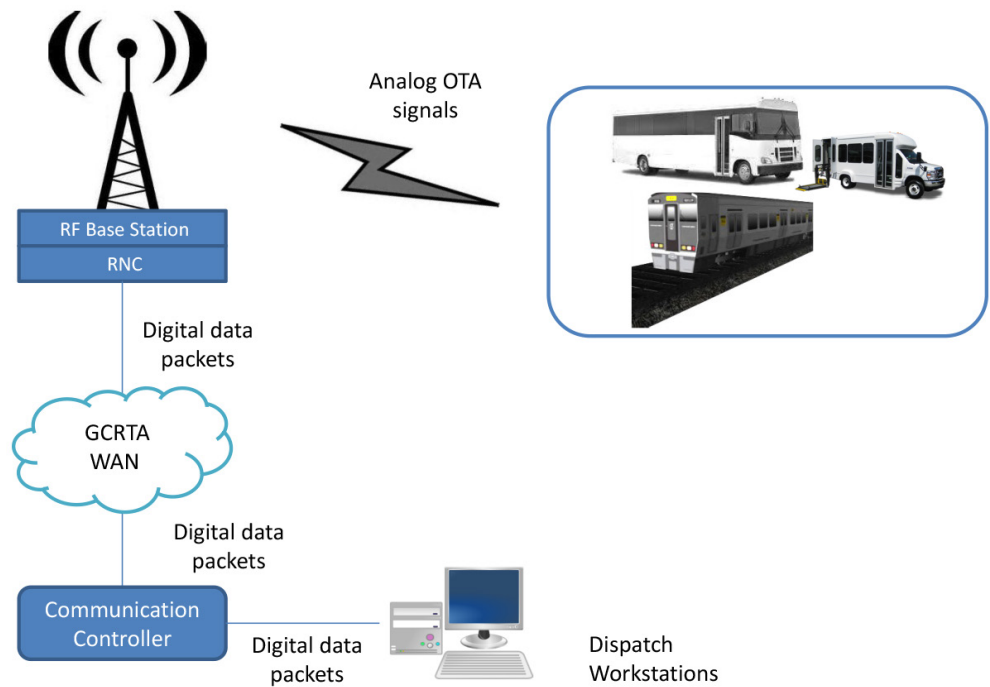 Analog OTA
signals
RF Base Station
RNC
Digital data
packets
GCRTA
WAN
Digital data
packets
Communication
Controller
Digital data
packets
Dispatch
Workstations